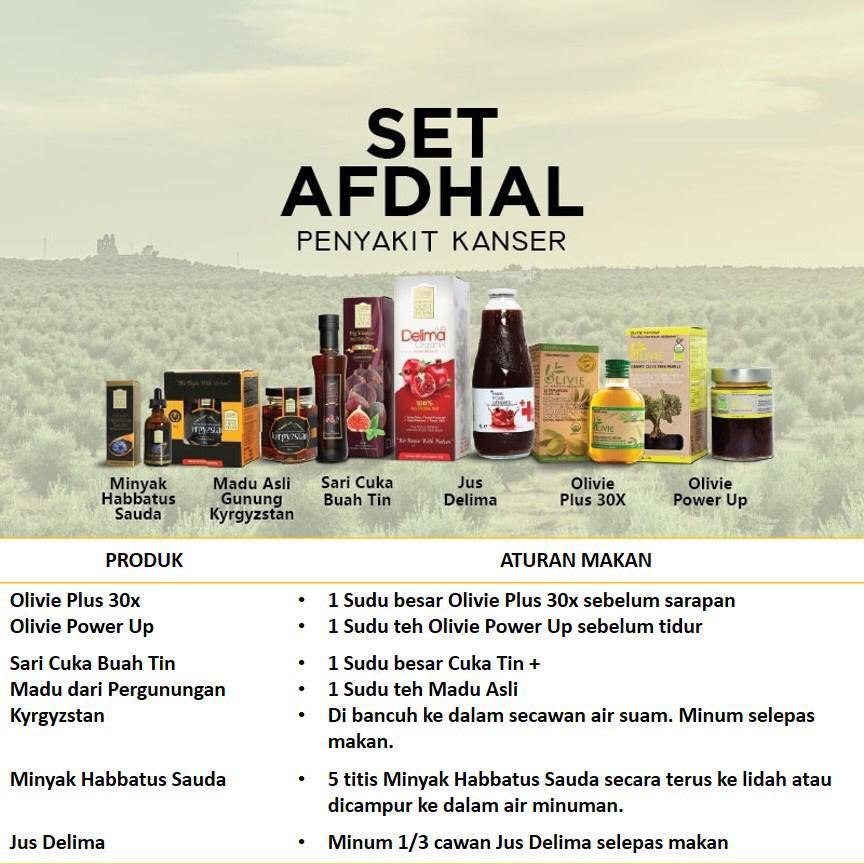 SET
AFDHAL
PENYAKIT KANSER
Delima
100%
OLIVIE
Minyak Habbatus Sauda
Madu Asli Gunung Kyrgyzstan
Sari Cuka Buah Tin
Jus Delima
Olivie Plus 30X
Olivie Power Up
PRODUK
ATURAN MAKAN
Olivie Plus 30x
• 1 Sudu besar Olivie Plus 30x sebelum sarapan
Olivie Power Up
• 1 Sudu teh Olivie Power Up sebelum tidur
Sari Cuka Buah Tin
• 1 Sudu besar Cuka Tin +
Madu dari Pergunungan
• 1 Sudu teh Madu Asli
Kyrgyzstan
• Di bancuh ke dalam secawan air suam. Minum selepas
makan.
Minyak Habbatus Sauda
• 5 titis Minyak Habbatus Sauda secara terus ke lidah atau
dicampur ke dalam air minuman.
Jus Delima
• Minum 1/3 cawan Jus Delima selepas makan